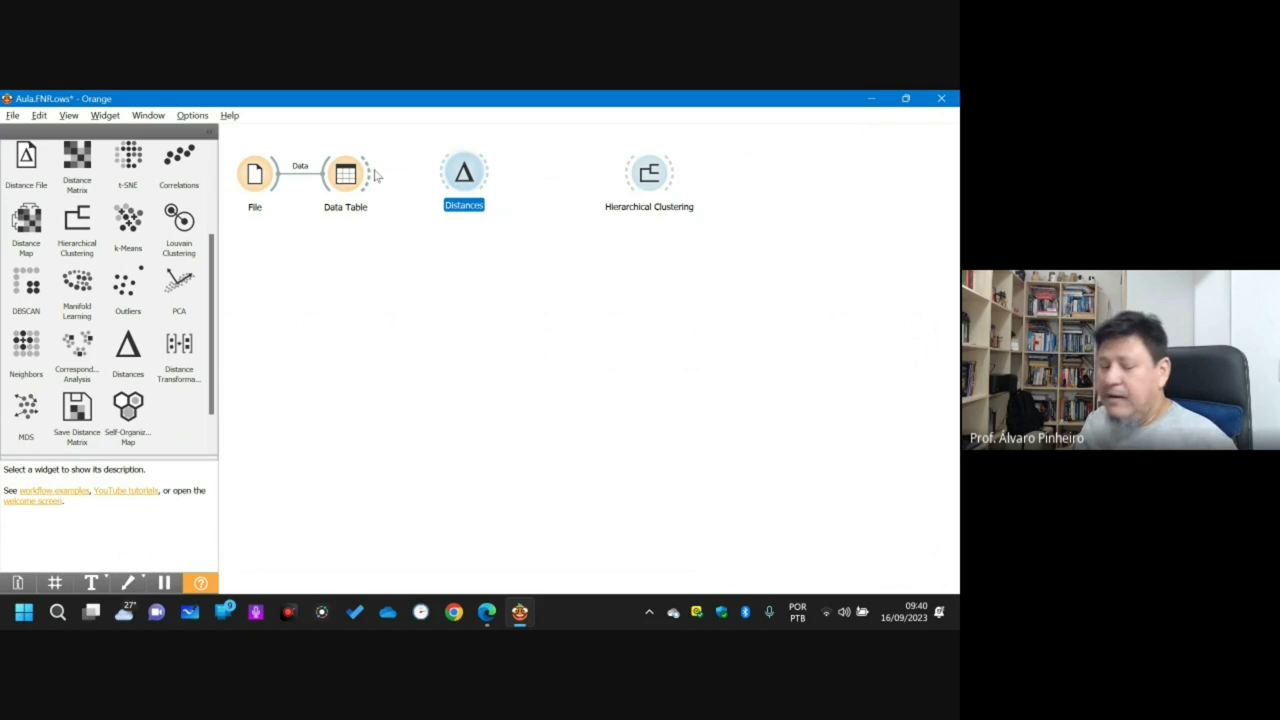 Aula.FNR.ows* - Orange
File Edit View Widget Window Options Help
Distance File
Distance
Matrix
t-SNE
Correlations
Distance
Map
Hierarchical
Clustering
k-Means
Louvain
Clustering
DBSCAN
Manifold
Learning
Outliers
PCA
Neighbors
Correspond...
Analysis
Distances
Distance
Transforma...
MDS
Save Distance
Matrix
Self-Organiz...
Map
Select a widget to show its description.
See workflow examples, YouTube tutorials, or open the
welcome screen.
Data
File
Data Table
Distances
Hierarchical Clustering
Prof. Álvaro Pinheiro
27°
POR
PTB
09:40
16/09/2023